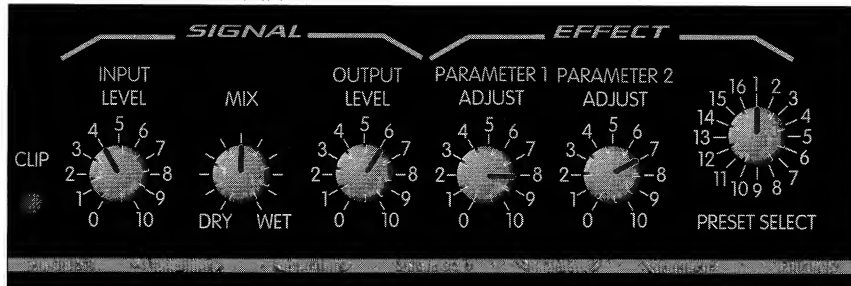 SIGNAL
EFFECT
INPUT
LEVEL
MIX
OUTPUT
LEVEL
PARAMETER 1
ADJUST
PARAMETER 2
ADJUST
CLIP
0 1 2 3 4 5 6 7 8 9 10
DRY WET
0 1 2 3 4 5 6 7 8 9 10
0 1 2 3 4 5 6 7 8 9 10
0 1 2 3 4 5 6 7 8 9 10
1 2 3 4 5 6 7 8 9 10 11 12 13 14 15 16
PRESET SELECT